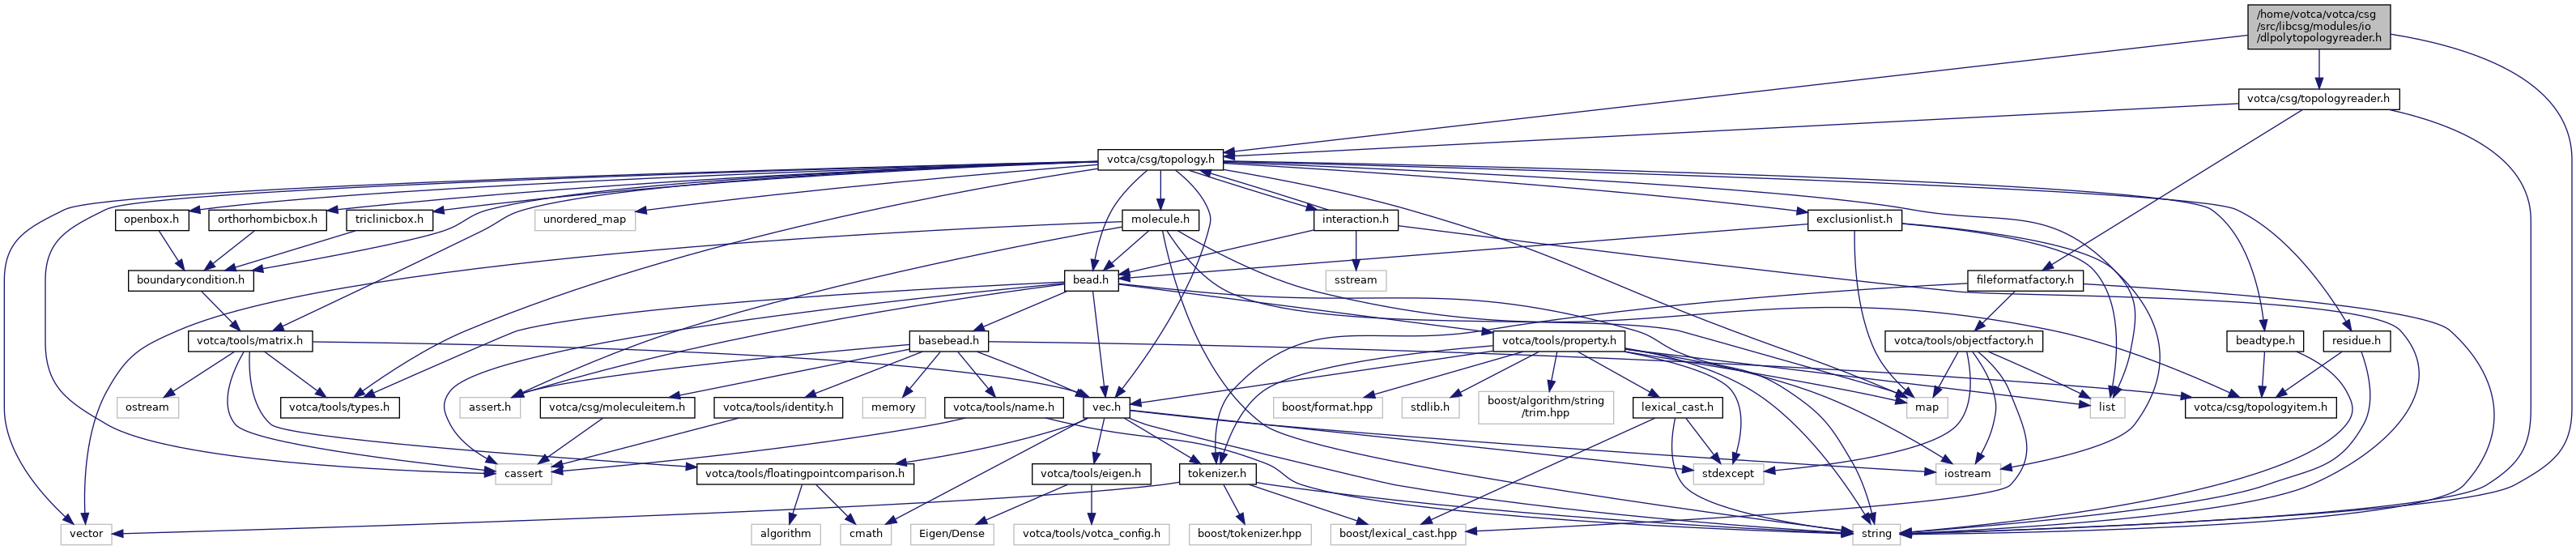 /home/votca/votca/csg
/src/libcsg/modules/io
/dlpolytopologyreader.h
votca/csg/topologyreader.h
votca/csg/topology.h
openbox.h
orthorhombicbox.h
triclinicbox.h
unordered_map
molecule.h
interaction.h
exclusionlist.h
boundarycondition.h
bead.h
sstream
fileformatfactory.h
votca/tools/matrix.h
basebead.h
votca/tools/property.h
votca/tools/objectfactory.h
beadtype.h
residue.h
ostream
votca/tools/types.h
assert.h
votca/csg/moleculeitem.h
votca/tools/identity.h
memory
votca/tools/name.h
vec.h
boost/format.hpp
stdlib.h
boost/algorithm/string
/trim.hpp
lexical_cast.h
map
list
votca/csg/topologyitem.h
cassert
votca/tools/floatingpointcomparison.h
votca/tools/eigen.h
tokenizer.h
stdexcept
iostream
vector
algorithm
cmath
Eigen/Dense
votca/tools/votca_config.h
boost/tokenizer.hpp
boost/lexical_cast.hpp
string